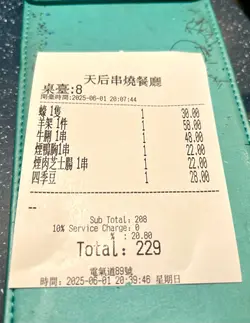 天后串燒餐廳
桌臺:8
開臺時間:2025-06-01 20:07:44
蠔 1隻 1 30.00
羊架 1件 1 58.00
牛脷 1串 1 48.00
煙鴨胸1串 1 22.00
煙肉芝士腸 1串 1 22.00
四季豆 1 28.00
--
Sub Total: 208
10% Service Charge: 0
% : 20.80
Total: 229
電氣道89號
時間：2025-06-01 20:39:46 星期日